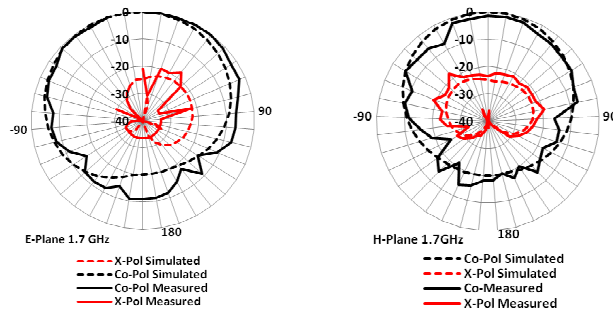 -0
-10
-20
-30
-40
-90
90
180
E-Plane 1.7 GHz
X-Pol Simulated
Co-Pol Simulated
Co-Pol Measured
X-Pol Measured
0
-10
-20
-30
-40
-90
90
180
H-Plane 1.7GHz
Co-Pol Simulated
X-Pol Simulated
Co-Measured
X-Pol Measured